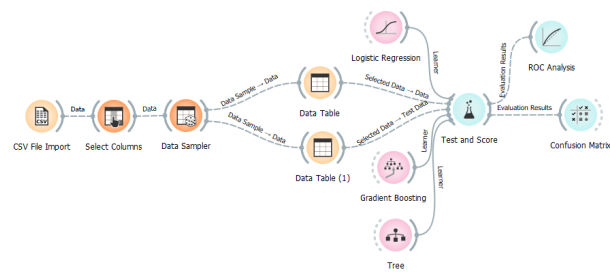 Logistic Regression
Learner
Evaluation Results
ROC Analysis
Data Sample → Data
Selected Data → Data
Data Table
CSV File Import
Data
Select Columns
Data
Data Sampler
Test and Score
Evaluation Results
Confusion Matrix
Data Sample → Data
Selected Data → Test Data
Data Table (1)
Learner
Gradient Boosting
Learner
Tree